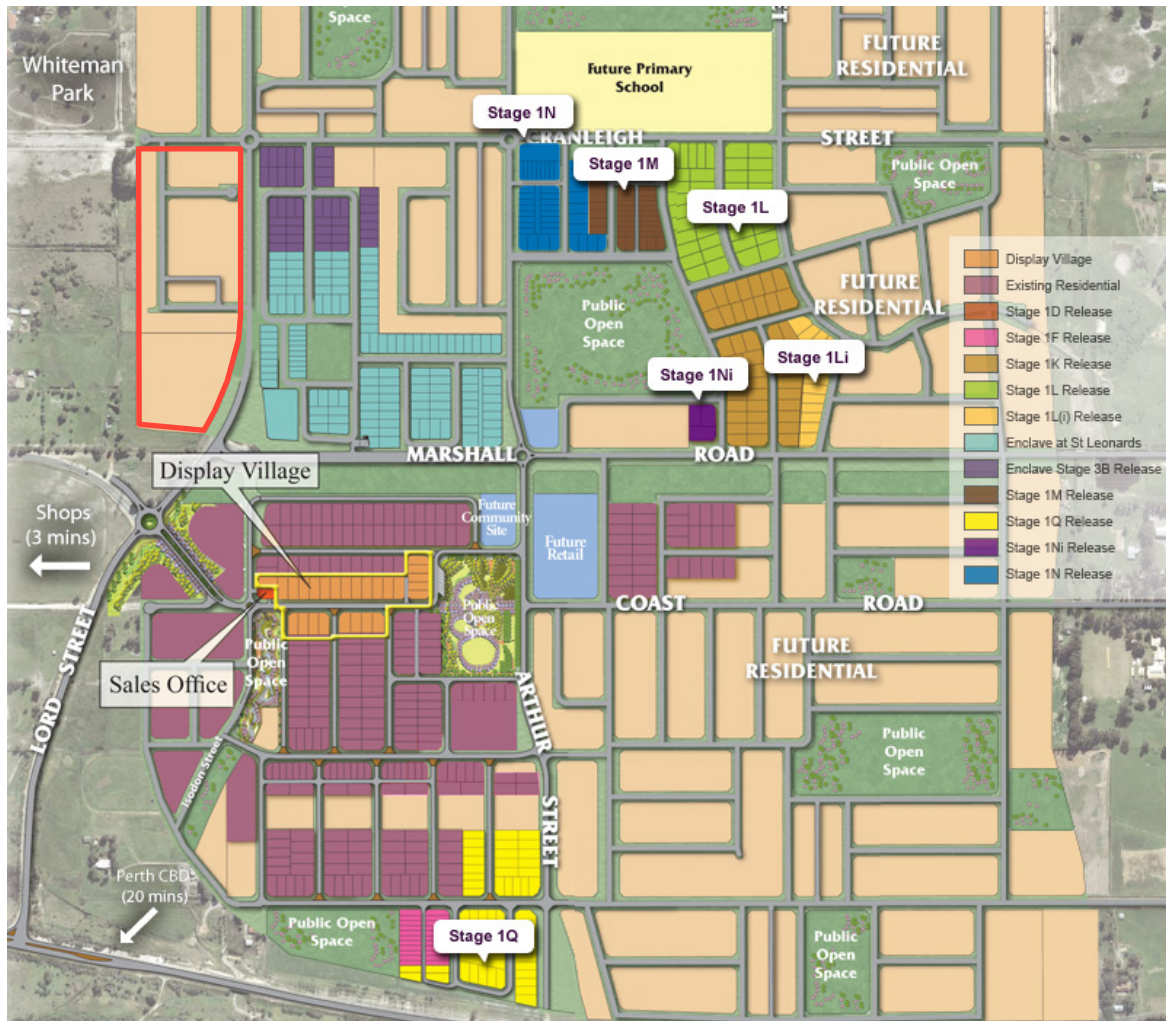 Open
Space
Whiteman
Park
Future Primary
School
FUTURE
RESIDENTIAL
Stage 1N
CRANLEIGH
STREET
Stage 1M
Public Open
Space
Stage 1L
Public
Open
Space
FUTURE
RESIDENTIAL
Stage 1Li
Stage 1Ni
Display Village
Existing Residential
Stage 1D Release
Stage 1F Release
Stage 1K Release
Stage 1L Release
Stage 1L(i) Release
Enclave at St Leonards
Enclave Stage 3B Release
Stage 1M Release
Stage 1Q Release
Stage 1Ni Release
Stage 1N Release
MARSHALL
ROAD
Display Village
Shops
(3 mins)
Future
Community
Site
Future
Retail
COAST
ROAD
Public
Open
Space
Public
Open
Space
FUTURE
RESIDENTIAL
Sales Office
LORD STREET
ARTHUR
STREET
Isodon Street
Public
Open
Space
Perth CBD
(20 mins)
Public Open
Space
Stage 1Q
Public
Open
Space